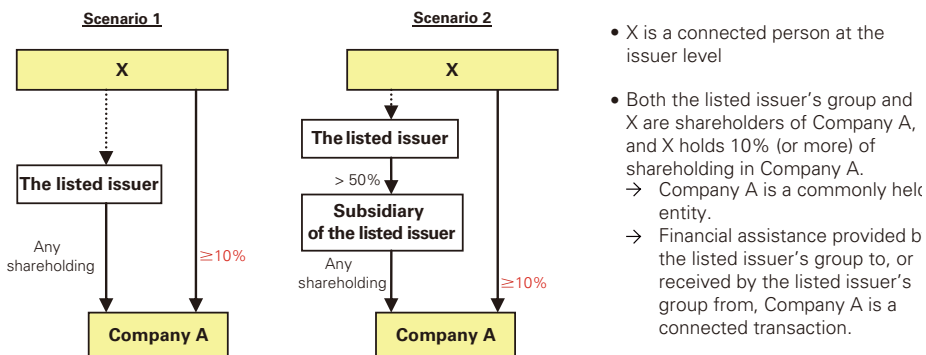 Scenario 1
X
The listed issuer
Any
shareholding
≥10%
Company A
Scenario 2
X
The listed issuer
> 50%
Subsidiary
of the listed issuer
Any
shareholding
≥10%
Company A
• X is a connected person at the
issuer level
• Both the listed issuer's group and
X are shareholders of Company A,
and X holds 10% (or more) of
shareholding in Company A.
→ Company A is a commonly held
entity.
→ Financial assistance provided b
the listed issuer's group to, or
received by the listed issuer's
group from, Company A is a
connected transaction.